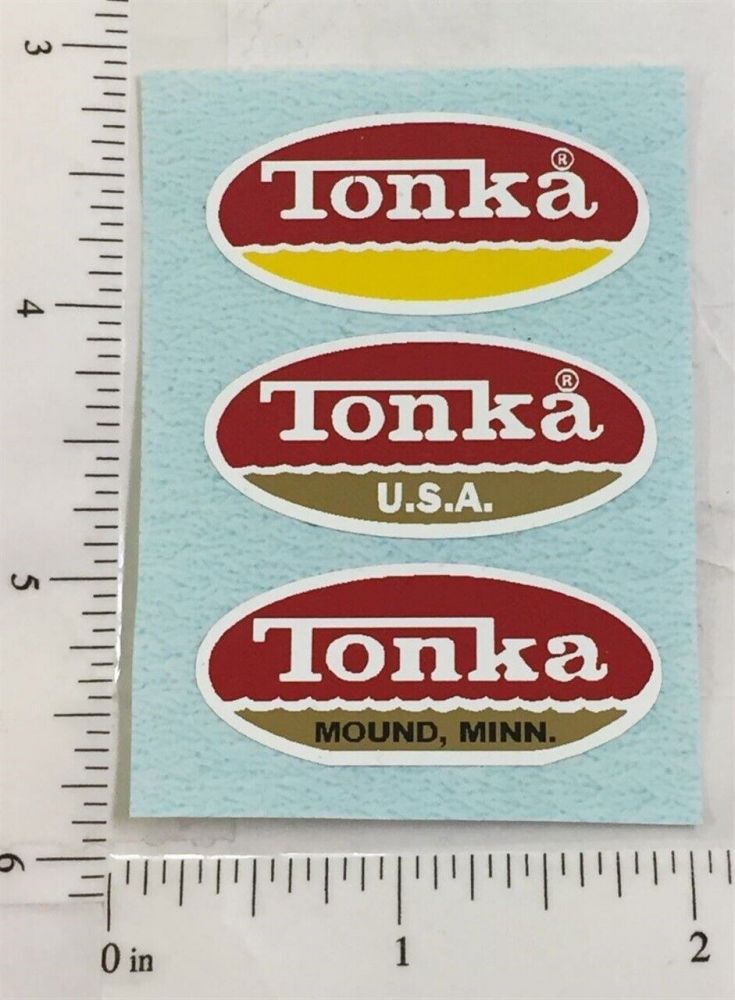 3
Tonka®
4
Tonka®
U.S.A.
5
Tonka
MOUND, MINN.
6
0 in 1 2